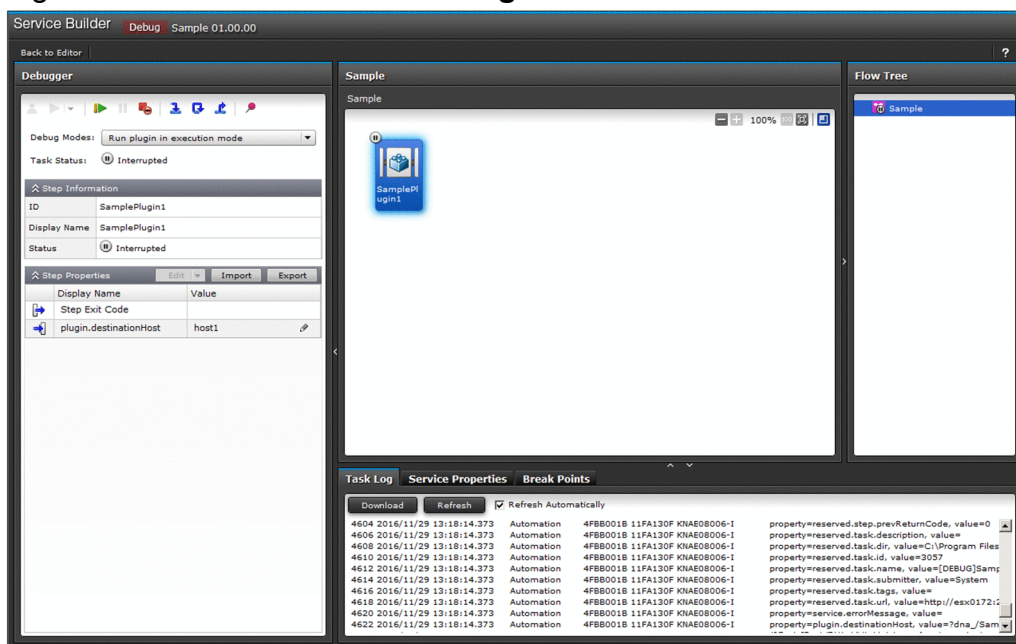 Service Builder Debug Sample 01.00.00
Back to Editor ?
Debugger
Debug Modes: Run plugin in execution mode
Task Status: Interrupted
Step Information
ID SamplePlugin1
Display Name SamplePlugin1
Status Interrupted
Step Properties Edit Import Export
Display Name Value
Step Exit Code
plugin.destinationHost host1
Sample
Sample
100%
SamplePl
ugin1
Flow Tree
Sample
Task Log Service Properties Break Points
Download Refresh Refresh Automatically
4604 2016/11/29 13:18:14.373 Automation 4FBB001B 11FA130F KNAE08006-I property=reserved.step.prevReturnCode, value=0
4606 2016/11/29 13:18:14.373 Automation 4FBB001B 11FA130F KNAE08006-I property=reserved.task.description, value=
4608 2016/11/29 13:18:14.373 Automation 4FBB001B 11FA130F KNAE08006-I property=reserved.task.dir, value=C:\Program Files
4610 2016/11/29 13:18:14.373 Automation 4FBB001B 11FA130F KNAE08006-I property=reserved.task.id, value=3057
4612 2016/11/29 13:18:14.373 Automation 4FBB001B 11FA130F KNAE08006-I property=reserved.task.name, value=[DEBUG]Samp
4614 2016/11/29 13:18:14.373 Automation 4FBB001B 11FA130F KNAE08006-I property=reserved.task.submitter, value=System
4616 2016/11/29 13:18:14.373 Automation 4FBB001B 11FA130F KNAE08006-I property=reserved.task.tags, value=
4618 2016/11/29 13:18:14.373 Automation 4FBB001B 11FA130F KNAE08006-I property=reserved.task.url, value=http://esx0172:2
4620 2016/11/29 13:18:14.373 Automation 4FBB001B 11FA130F KNAE08006-I property=service.errorMessage, value=
4622 2016/11/29 13:18:14.373 Automation 4FBB001B 11FA130F KNAE08006-I property=plugin.destinationHost, value=?dna_/Sam